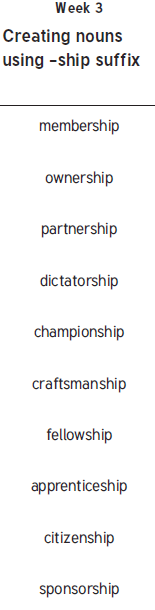 Week 3
Creating nouns
using -ship suffix
membership
ownership
partnership
dictatorship
championship
craftsmanship
fellowship
apprenticeship
citizenship
sponsorship